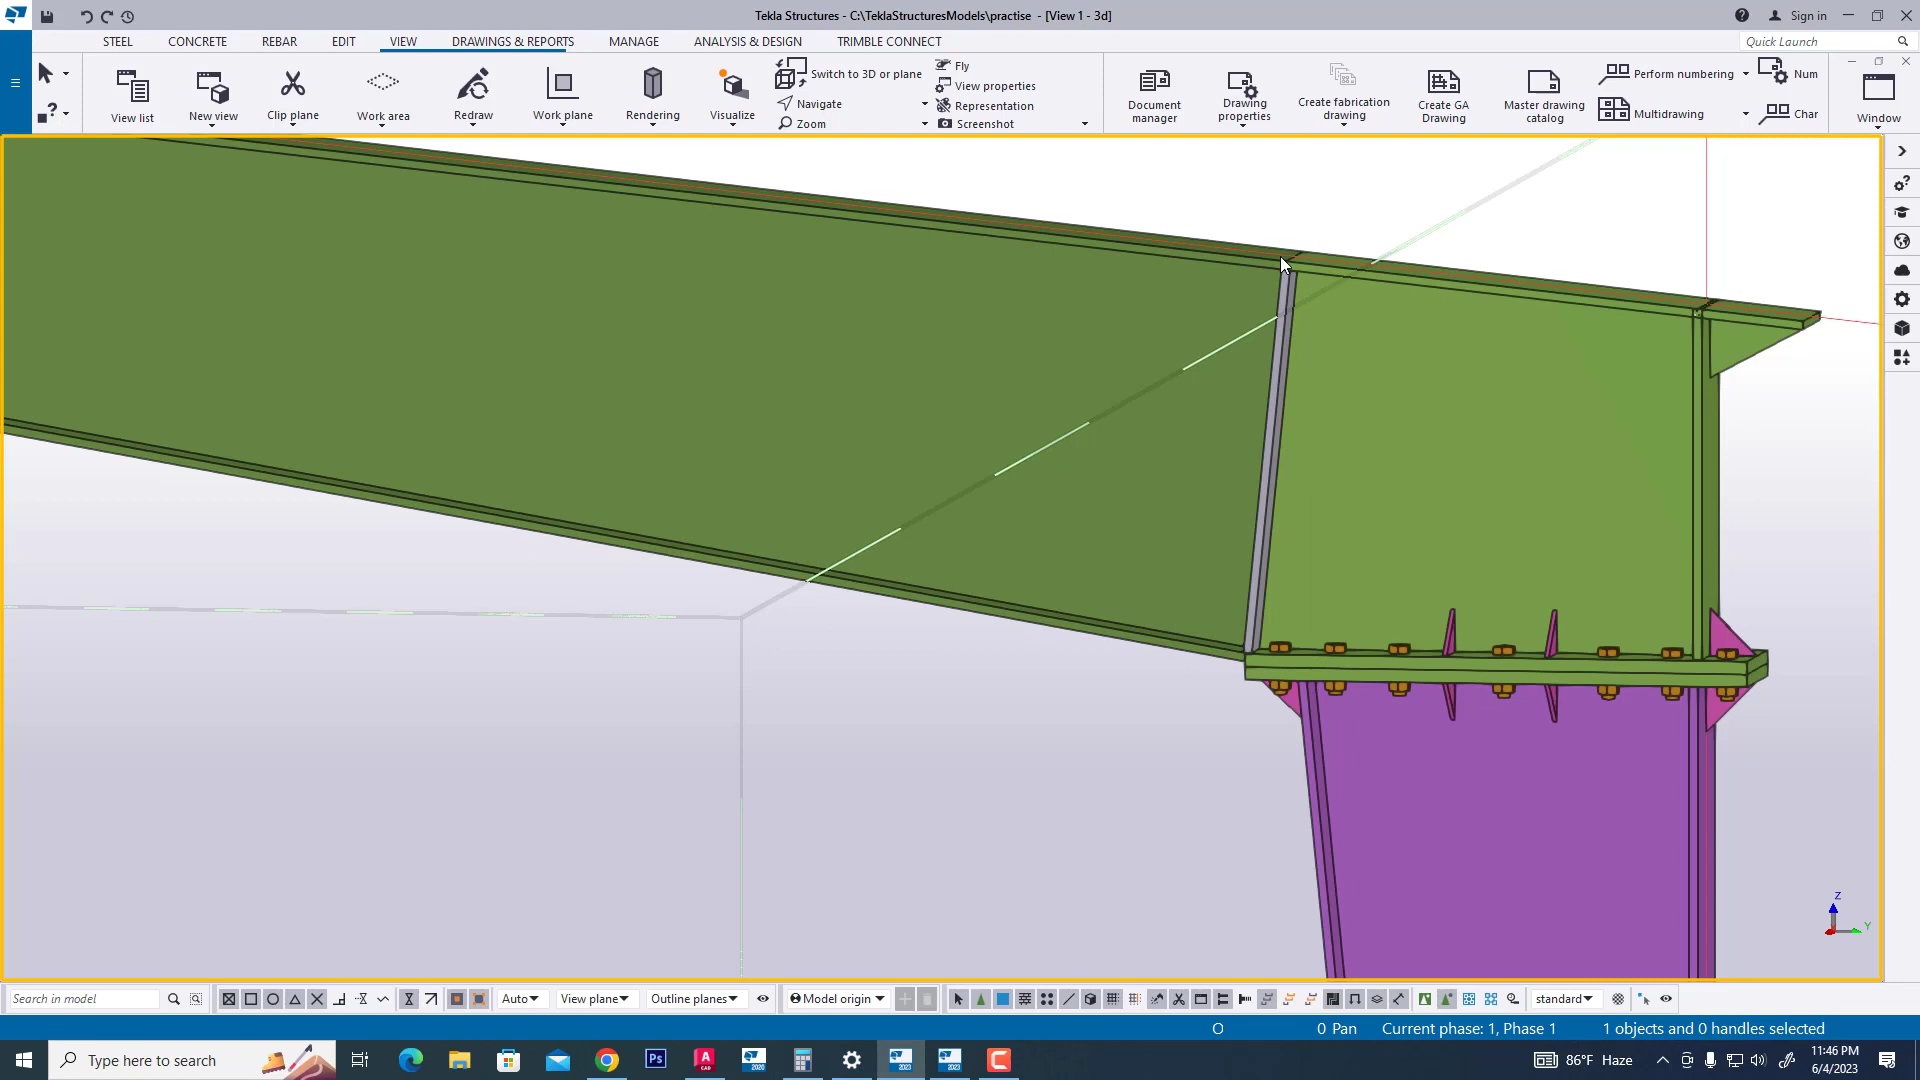 Tekla Structures - C:\TeklaStructuresModels\practise - [View 1 - 3d]
Sign in
STEEL CONCRETE REBAR EDIT VIEW DRAWINGS & REPORTS MANAGE ANALYSIS & DESIGN TRIMBLE CONNECT
Quick Launch
View list
New view
Clip plane
Work area
Redraw
Work plane
Rendering
Visualize
Switch to 3D or plane
Navigate
Zoom
Fly
View properties
Representation
Screenshot
Document manager
Drawing properties
Create fabrication drawing
Create GA Drawing
Master drawing catalog
Perform numbering
Multidrawing
Num
Char
Window
Z
Y
Search in model
Auto
View plane
Outline planes
Model origin
standard
O 0 Pan Current phase: 1, Phase 1 1 objects and 0 handles selected
Type here to search
Ps
A
CAD
2020
2023
2023
86°F Haze
11:46 PM
6/4/2023